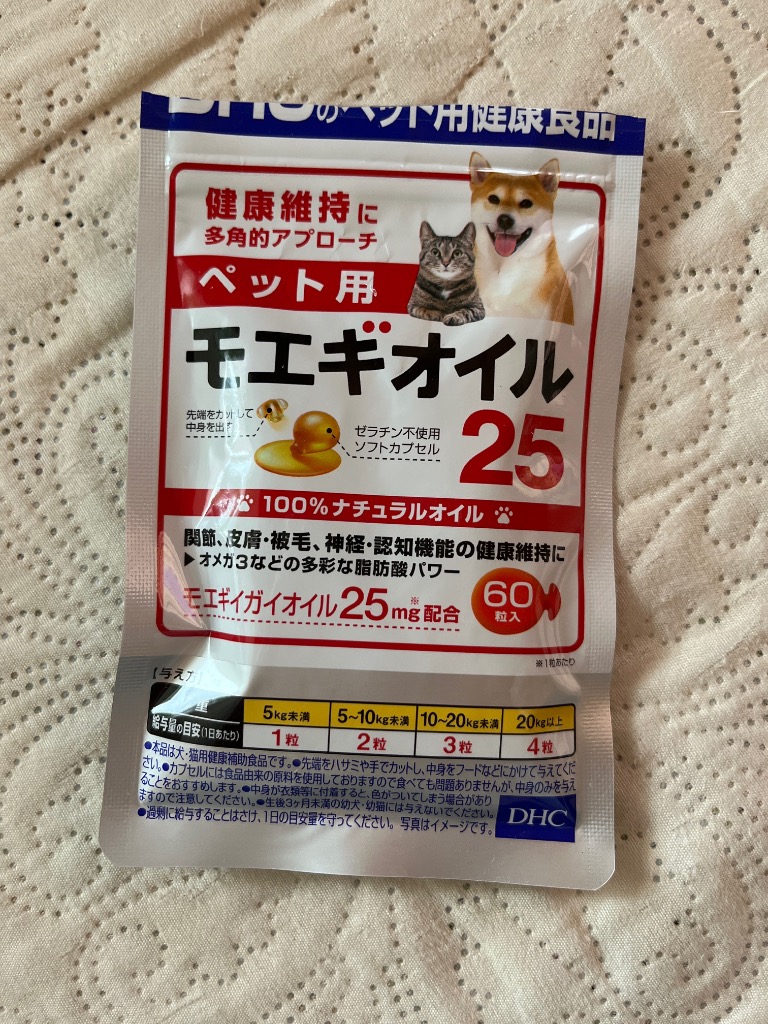 DHCのペット用健康食品
健康維持に
多角的アプローチ
ペット用
モエギオイル
25
先端をカットして
中身を出す
ゼラチン不使用
ソフトカプセル
100%ナチュラルオイル
関節、皮膚・被毛、神経・認知機能の健康維持に
▶オメガ3などの多彩な脂肪酸パワー
モエギイガイオイル25mg※配合
60
粒入
※1粒あたり
【与え方】
重
給与量の目安(1日あたり)
5kg未満 5~10kg未満 10~20kg未満 20kg以上
1粒 2粒 3粒 4粒
●本品は犬・猫用健康補助食品です。●先端をハサミや手でカットし、中身をフードなどにかけて与えてくだ
さい。●カプセルには食品由来の原料を使用しておりますので食べても問題ありませんが、中身のみを与え
ることをおすすめします。●中身が衣類等に付着すると、色がついてしまう場合があり
ますので注意してください。●生後3ヶ月未満の幼犬・幼猫には与えないでください。
●過剰に給与することはさけ、1日の目安量を守ってください。写真はイメージです。
DHC